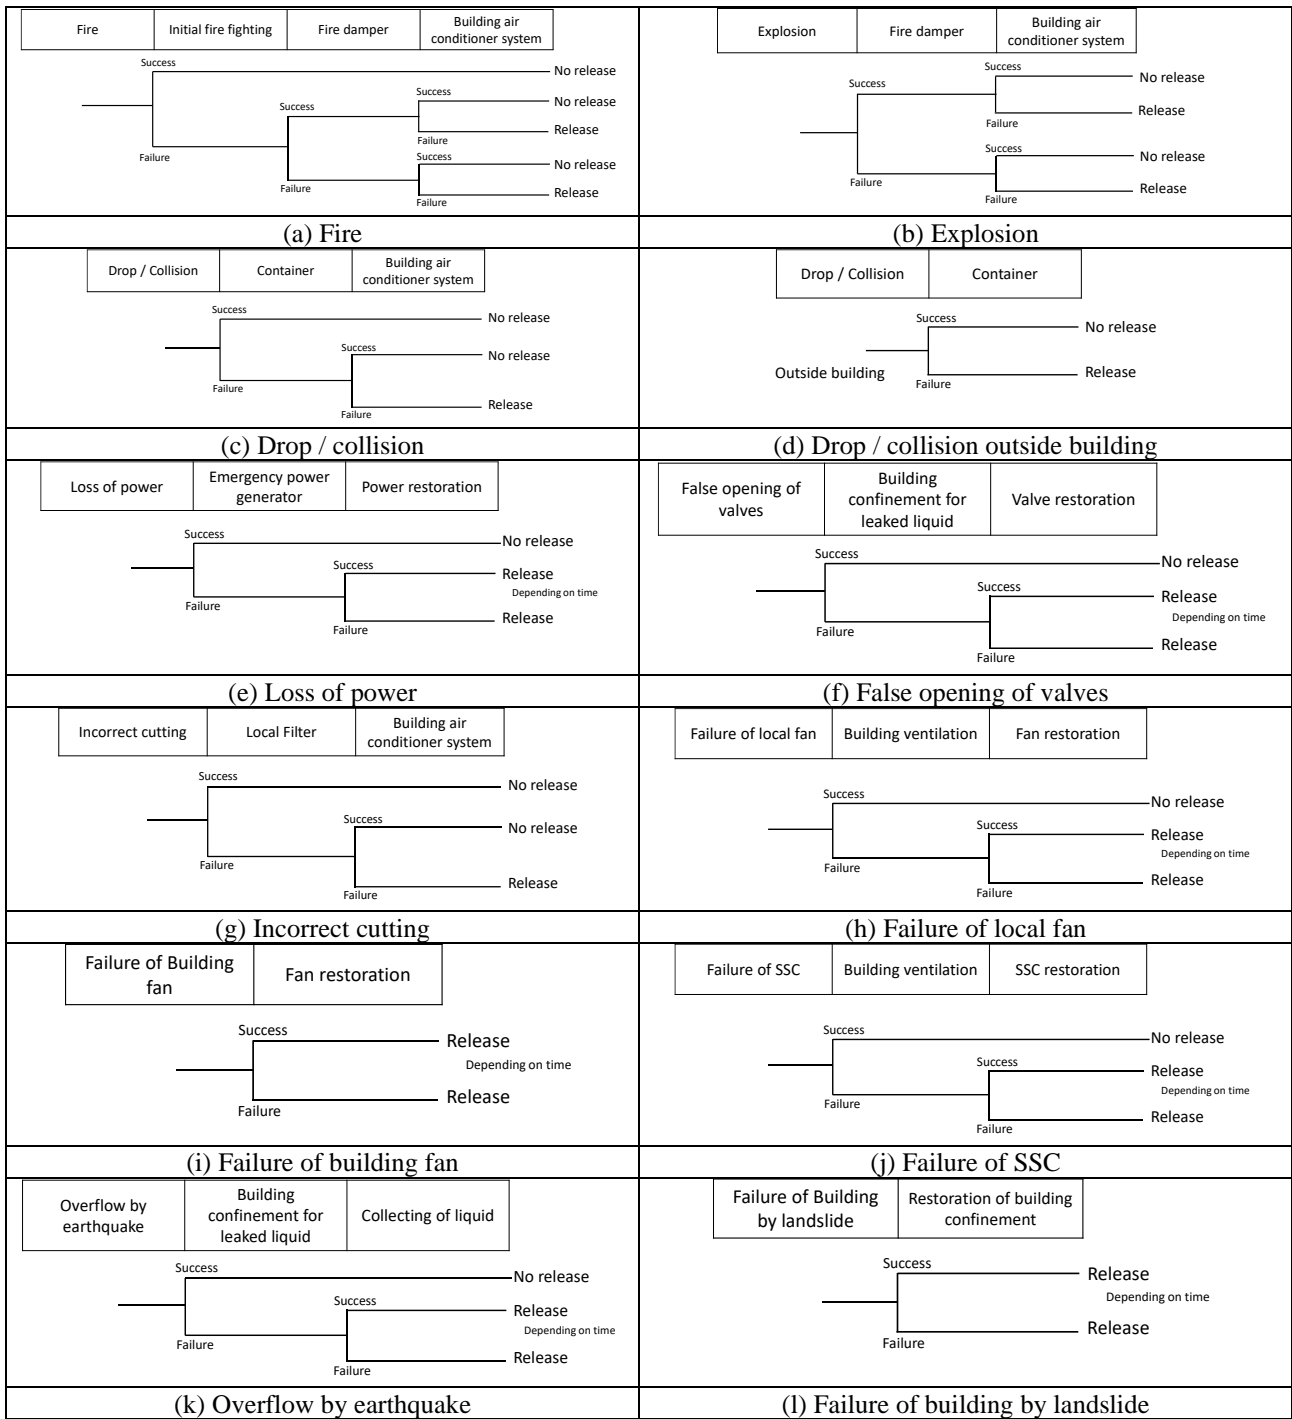 Fire
Initial fire fighting
Fire damper
Building air
conditioner system
Success
No release
Success
Success
No release
Release
Failure
Failure
Success
No release
Failure
Release
Failure
(a) Fire
Explosion
Fire damper
Building air
conditioner system
Success
Success
No release
Release
Failure
Success
No release
Failure
Release
Failure
(b) Explosion
Drop / Collision
Container
Building air
conditioner system
Success
No release
Success
No release
Failure
Release
Failure
(c) Drop / collision
Drop / Collision
Container
Success
No release
Outside building
Release
Failure
(d) Drop / collision outside building
Loss of power
Emergency power
generator
Power restoration
Success
No release
Success
Release
Depending on time
Failure
Release
Failure
(e) Loss of power
False opening of
valves
Building
confinement for
leaked liquid
Valve restoration
Success
No release
Success
Release
Depending on time
Failure
Release
Failure
(f) False opening of valves
Incorrect cutting
Local Filter
Building air
conditioner system
Success
No release
Success
No release
Failure
Release
Failure
(g) Incorrect cutting
Failure of local fan
Building ventilation
Fan restoration
Success
No release
Success
Release
Depending on time
Failure
Release
Failure
(h) Failure of local fan
Failure of Building
fan
Fan restoration
Success
Release
Depending on time
Release
Failure
(i) Failure of building fan
Failure of SSC
Building ventilation
SSC restoration
Success
No release
Success
Release
Depending on time
Failure
Release
Failure
(j) Failure of SSC
Overflow by
earthquake
Building
confinement for
leaked liquid
Collecting of liquid
Success
No release
Success
Release
Depending on time
Failure
Release
Failure
(k) Overflow by earthquake
Failure of Building
by landslide
Restoration of building
confinement
Success
Release
Depending on time
Release
Failure
(l) Failure of building by landslide